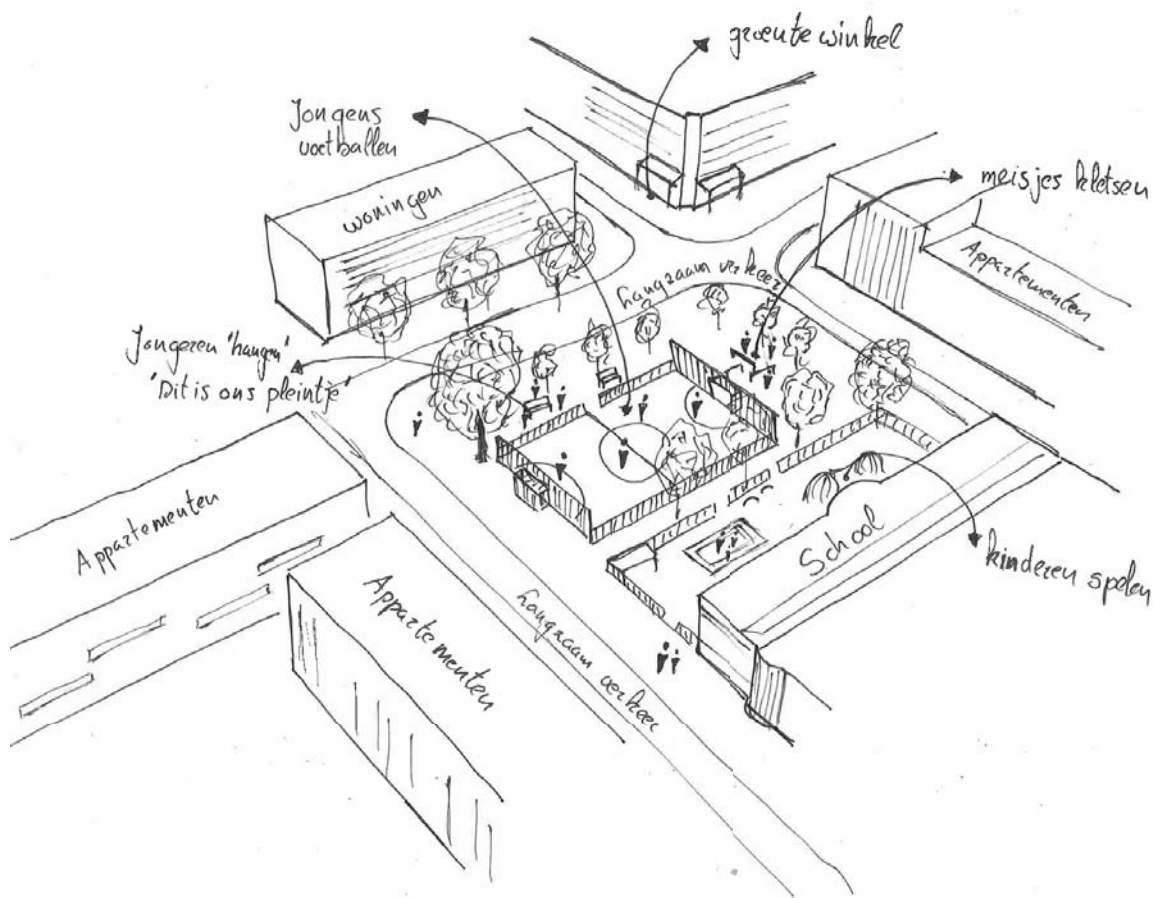 groente winkel
Jongens
voetballen
meisjes kletsen
woningen
Appartementen
Langzaam verkeer
Jongeren 'hangen'
'Dit is ons pleintje'
Appartementen
School
Appartementen
kinderen spelen
Langzaam verkeer